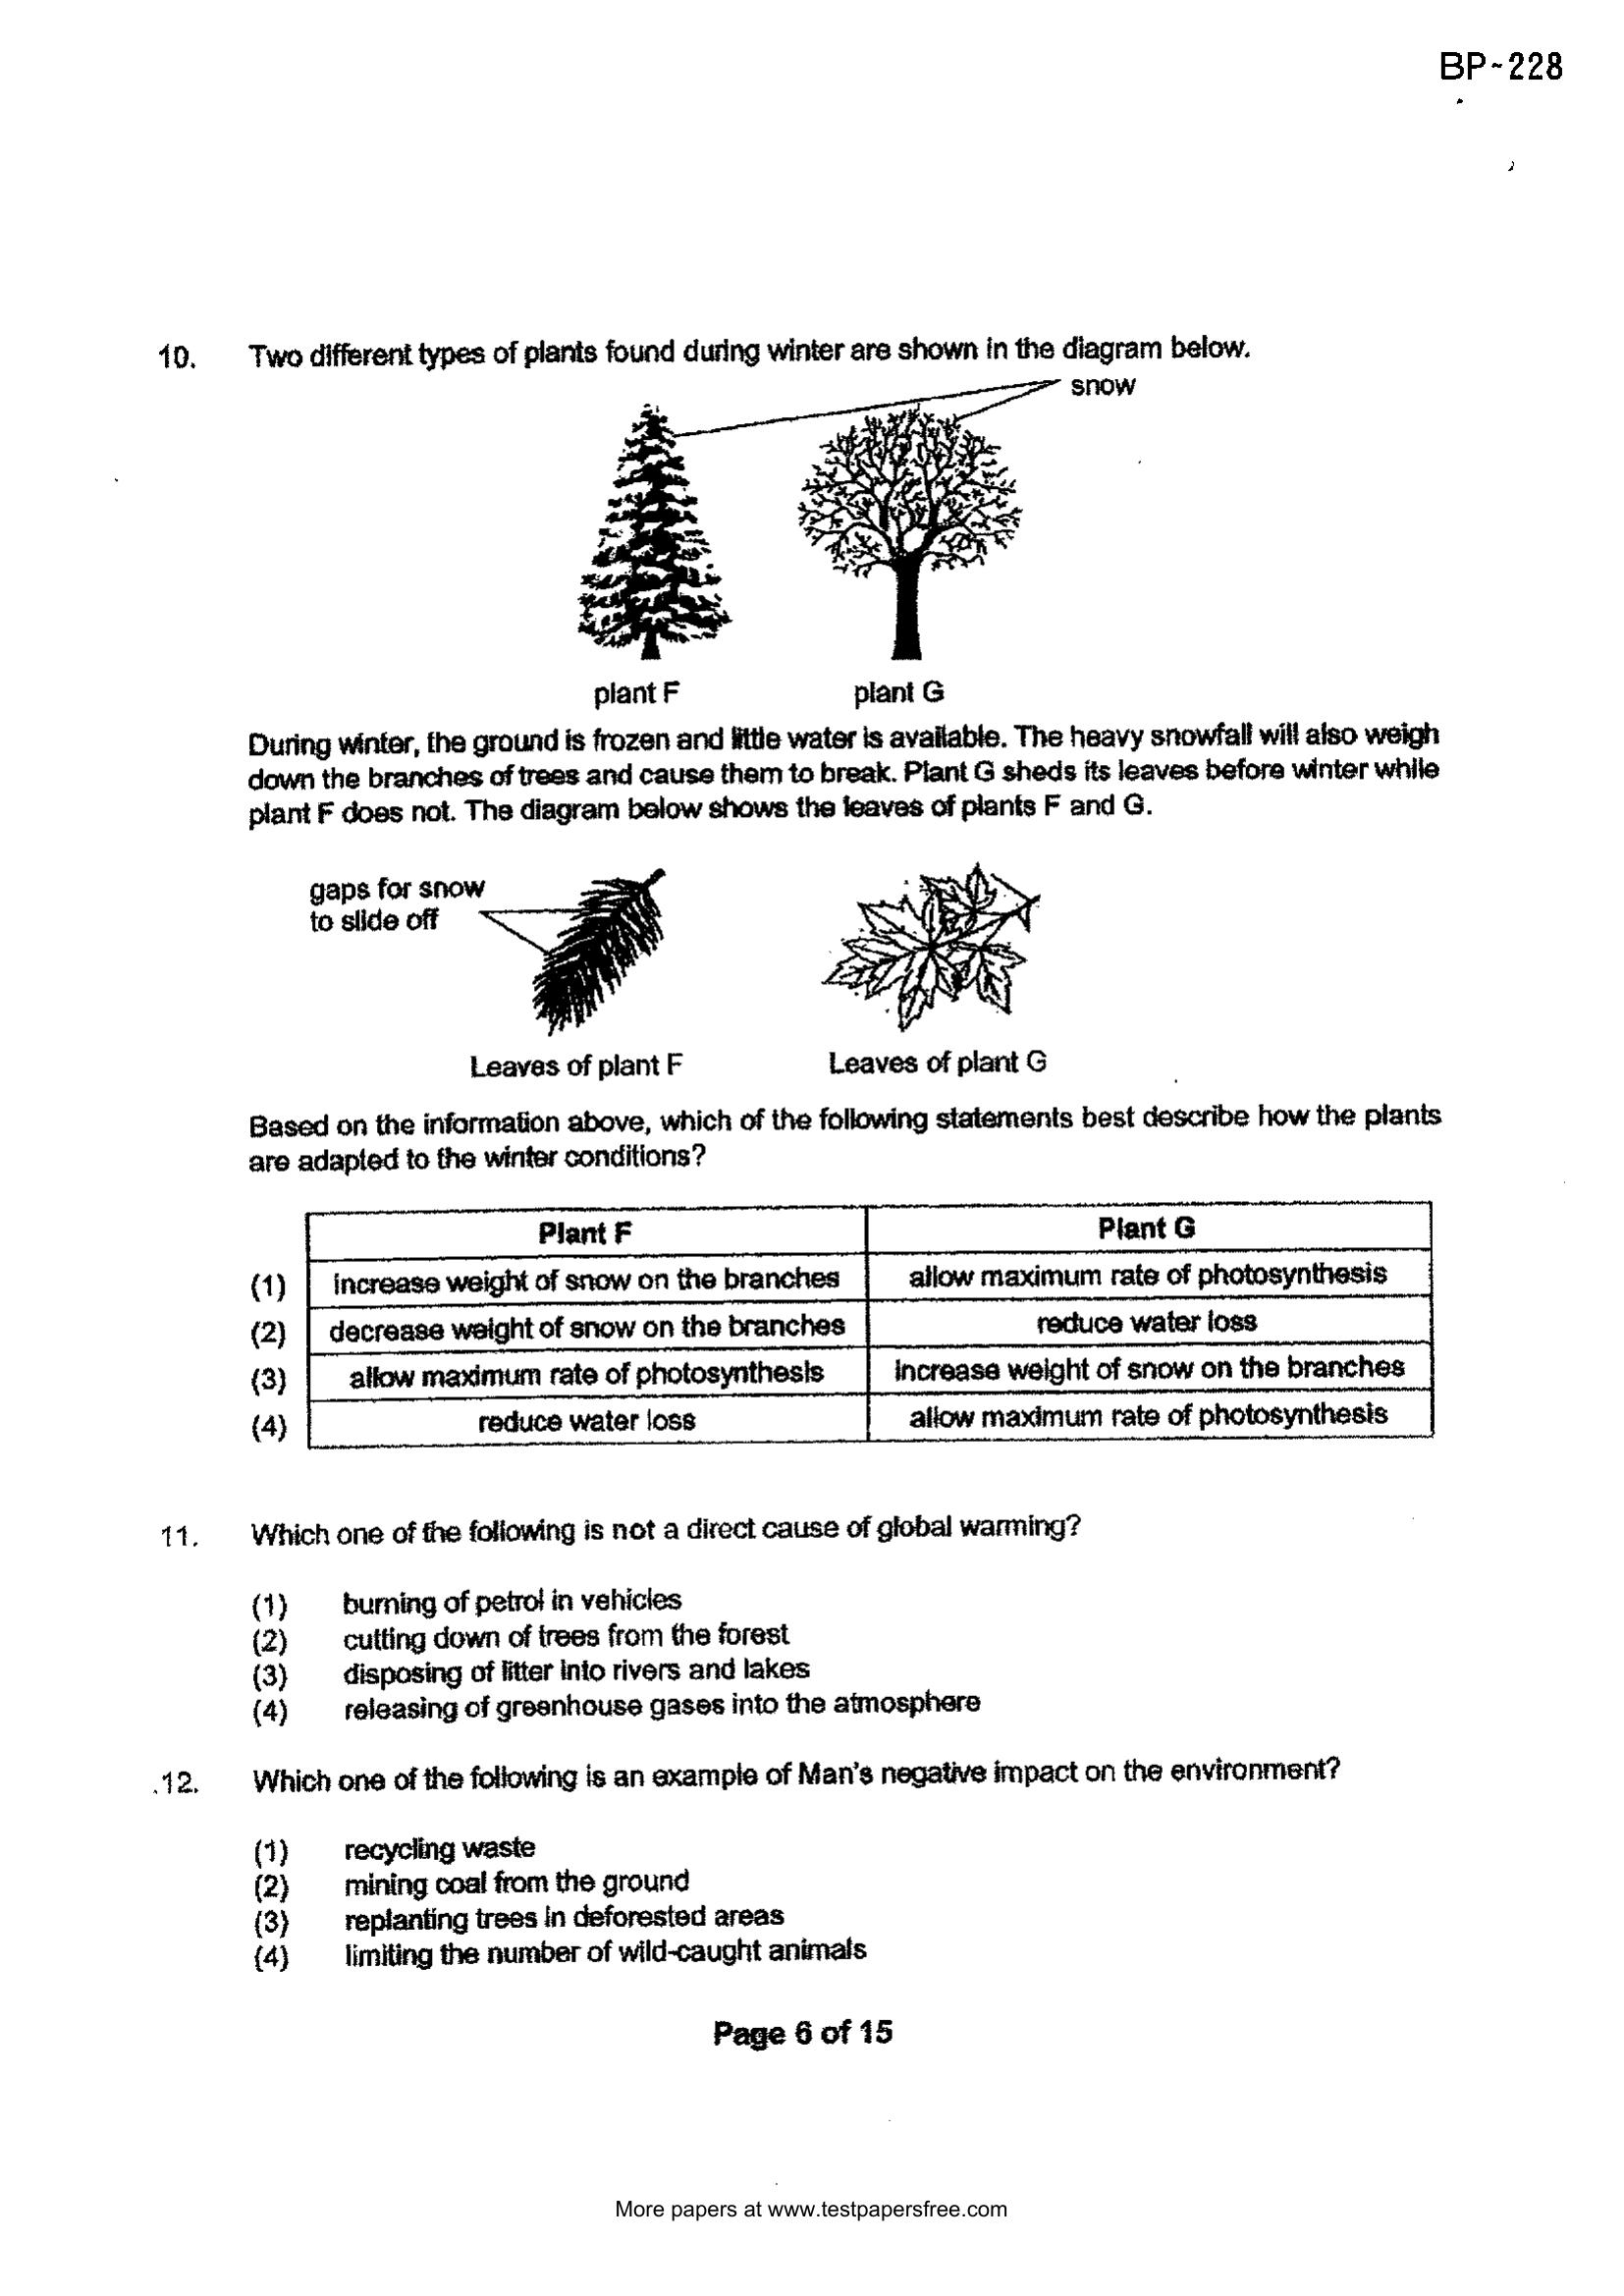 BP-228
10. Two different types of plants found during winter are shown in the diagram below.
snow
plant F plant G
During winter, the ground is frozen and little water is available. The heavy snowfall will also weigh
down the branches of trees and cause them to break. Plant G sheds its leaves before winter while
plant F does not. The diagram below shows the leaves of plants F and G.
gaps for snow
to slide off
Leaves of plant F Leaves of plant G
Based on the information above, which of the following statements best describe how the plants
are adapted to the winter conditions?
Plant F Plant G
(1) increase weight of snow on the branches allow maximum rate of photosynthesis
(2) decrease weight of snow on the branches reduce water loss
(3) allow maximum rate of photosynthesis increase weight of snow on the branches
(4) reduce water loss allow maximum rate of photosynthesis
11. Which one of the following is not a direct cause of global warming?
(1) burning of petrol in vehicles
(2) cutting down of trees from the forest
(3) disposing of litter into rivers and lakes
(4) releasing of greenhouse gases into the atmosphere
12. Which one of the following is an example of Man's negative impact on the environment?
(1) recycling waste
(2) mining coal from the ground
(3) replanting trees in deforested areas
(4) limiting the number of wild-caught animals
Page 6 of 15
More papers at www.testpapersfree.com